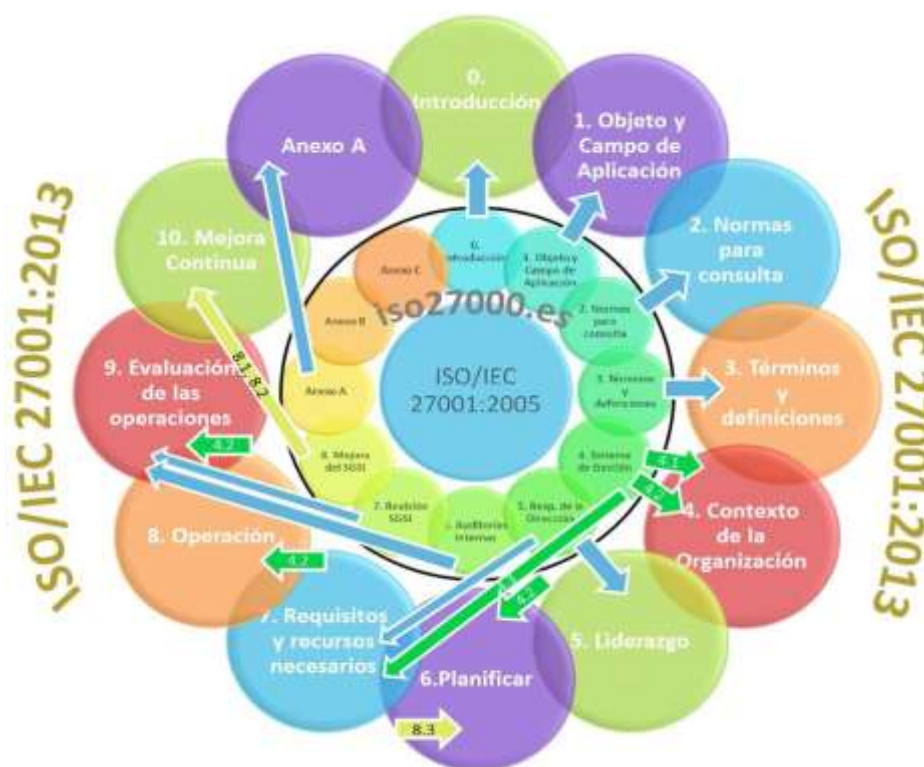 ISO/IEC 27001:2013
ISO/IEC 27001:2013
0.
Introducción
1. Objeto y
Campo de
Aplicación
2. Normas
para
consulta
3. Términos
y
definiciones
4. Contexto
de la
Organización
5. Liderazgo
6.Planificar
7. Requisitos
y recursos
necesarios
8. Operación
9. Evaluación
de las
operaciones
10. Mejora
Continua
Anexo A
iso27000.es
ISO/IEC
27001:2005
0.
Introducción
1. Objeto y
Campo de
Aplicación
2. Normas
para
consulta
3. Términos
y
definiciones
4. Sistema
de Gestión
5. Resp. de la
Dirección
Auditorías
Internas
7. Revisión
SGSI
8. Mejora
del SGSI
Anexo A
Anexo B
Anexo C
4.1
4.2
4.2
4.2
4.2
8.1, 8.2
8.3